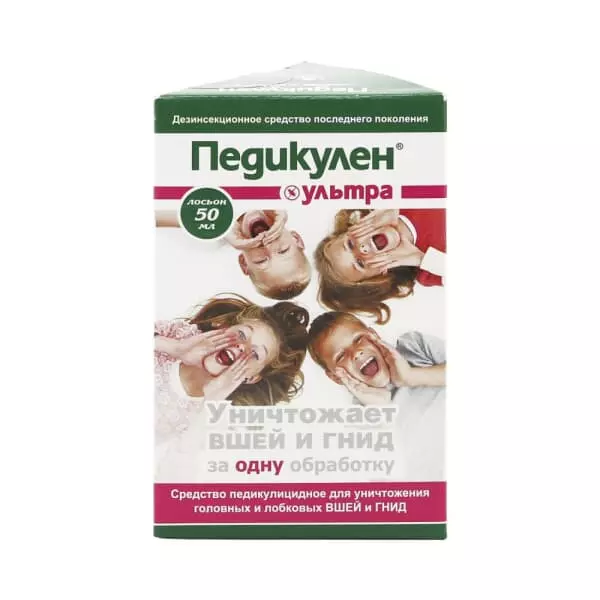 Педикулен
Дезинсекционное средство последнего поколения
Педикулен®
ультра
лосьон
50
мл
Уничтожает
ВШЕЙ И ГНИД
за одну обработку
Средство педикулицидное для уничтожения
головных и лобковых ВШЕЙ и ГНИД